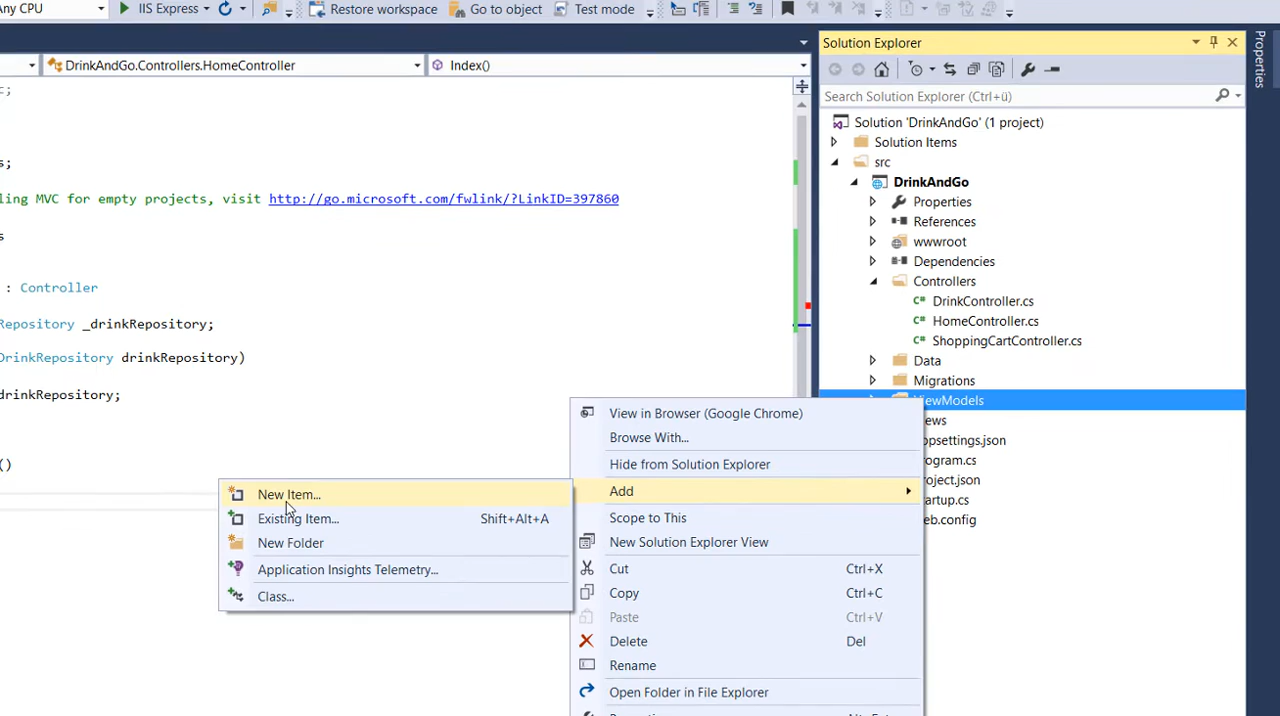 ny CPU IIS Express Restore workspace Go to object Test mode
DrinkAndGo.Controllers.HomeController Index()
c;
s;
ling MVC for empty projects, visit http://go.microsoft.com/fwlink/?LinkID=397860
s
: Controller
Repository _drinkRepository;
DrinkRepository drinkRepository)
drinkRepository;
()
Solution Explorer
Search Solution Explorer (Ctrl+ü)
Solution 'DrinkAndGo' (1 project)
Solution Items
src
DrinkAndGo
Properties
References
wwwroot
Dependencies
Controllers
DrinkController.cs
HomeController.cs
ShoppingCartController.cs
Data
Migrations
iewModels
ews
ppsettings.json
rogram.cs
oject.json
artup.cs
eb.config
Properties
View in Browser (Google Chrome)
Browse With...
Hide from Solution Explorer
Add
Scope to This
New Solution Explorer View
Cut Ctrl+X
Copy Ctrl+C
Paste Ctrl+V
Delete Del
Rename
Open Folder in File Explorer
New Item...
Existing Item... Shift+Alt+A
New Folder
Application Insights Telemetry...
Class...